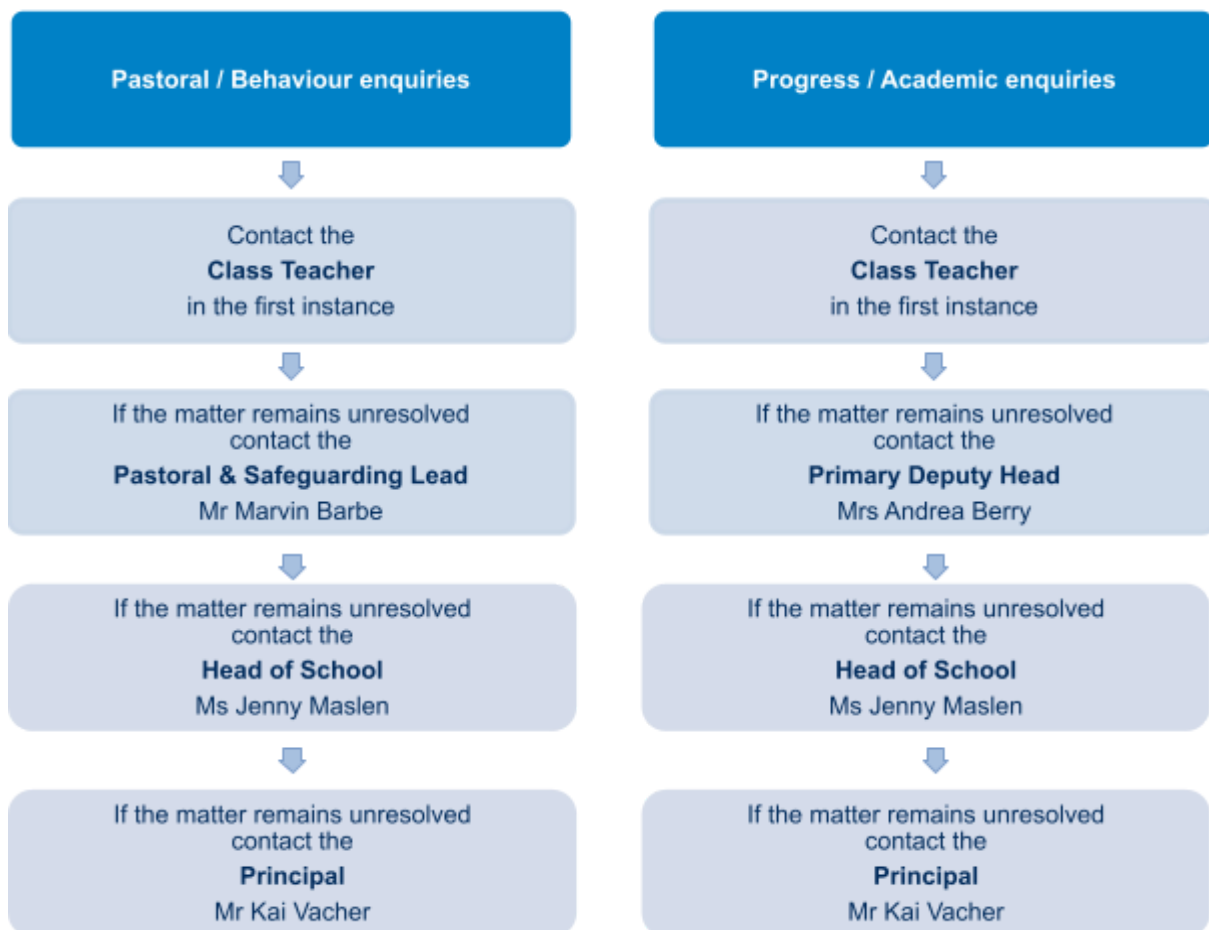 Pastoral / Behaviour enquiries
Contact the
Class Teacher
in the first instance
If the matter remains unresolved
contact the
Pastoral & Safeguarding Lead
Mr Marvin Barbe
If the matter remains unresolved
contact the
Head of School
Ms Jenny Maslen
If the matter remains unresolved
contact the
Principal
Mr Kai Vacher
Progress / Academic enquiries
Contact the
Class Teacher
in the first instance
If the matter remains unresolved
contact the
Primary Deputy Head
Mrs Andrea Berry
If the matter remains unresolved
contact the
Head of School
Ms Jenny Maslen
If the matter remains unresolved
contact the
Principal
Mr Kai Vacher